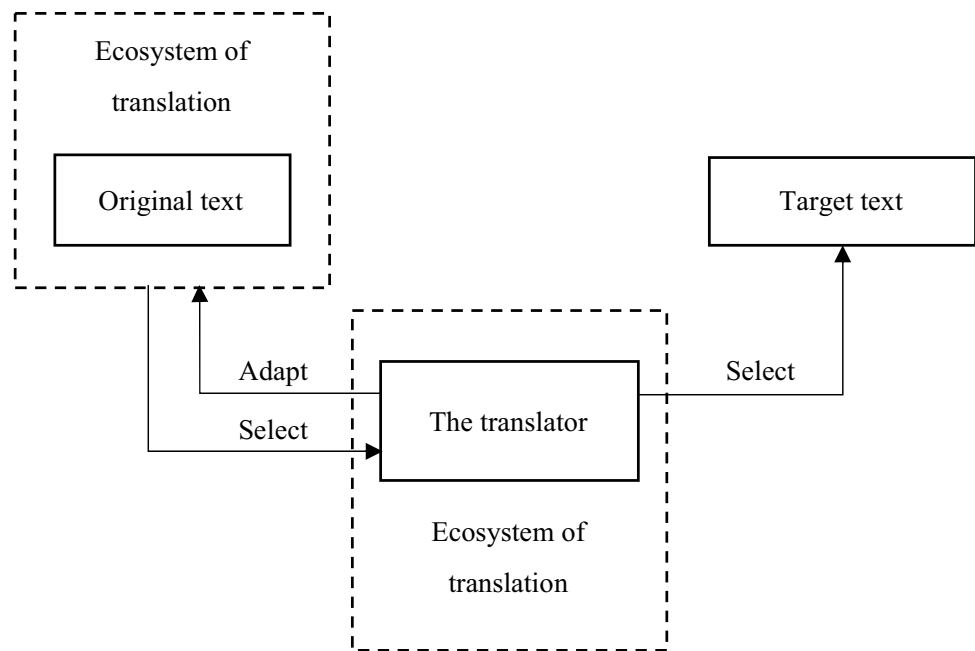 Ecosystem of
translation
Original text
Target text
Adapt
Select
Select
The translator
Ecosystem of
translation